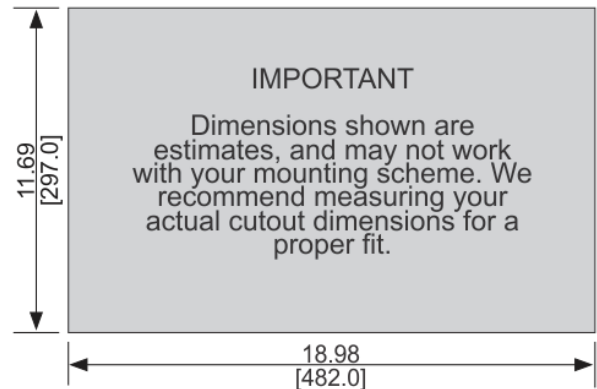 IMPORTANT
Dimensions shown are
estimates, and may not work
with your mounting scheme. We
recommend measuring your
actual cutout dimensions for a
proper fit.
11.69
[297.0]
18.98
[482.0]